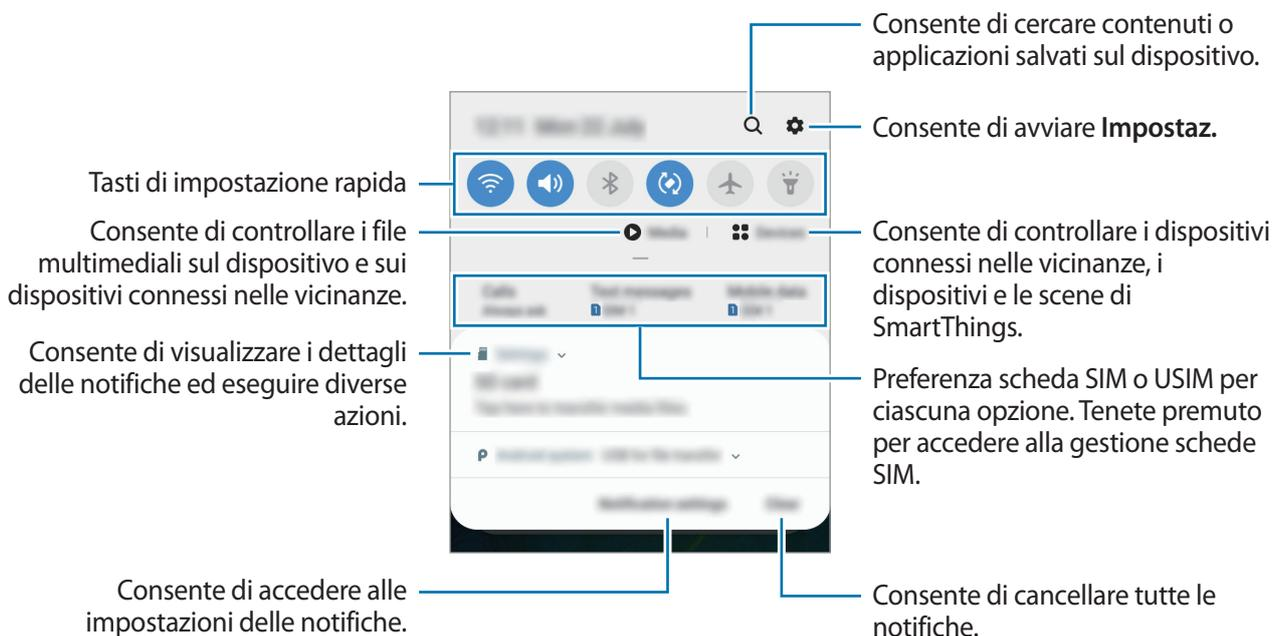 Consente di cercare contenuti o
applicazioni salvati sul dispositivo.
Consente di avviare Impostaz.
Tasti di impostazione rapida
Consente di controllare i file
multimediali sul dispositivo e sui
dispositivi connessi nelle vicinanze.
Consente di controllare i dispositivi
connessi nelle vicinanze, i
dispositivi e le scene di
SmartThings.
Consente di visualizzare i dettagli
delle notifiche ed eseguire diverse
azioni.
Preferenza scheda SIM o USIM per
ciascuna opzione. Tenete premuto
per accedere alla gestione schede
SIM.
Consente di accedere alle
impostazioni delle notifiche.
Consente di cancellare tutte le
notifiche.